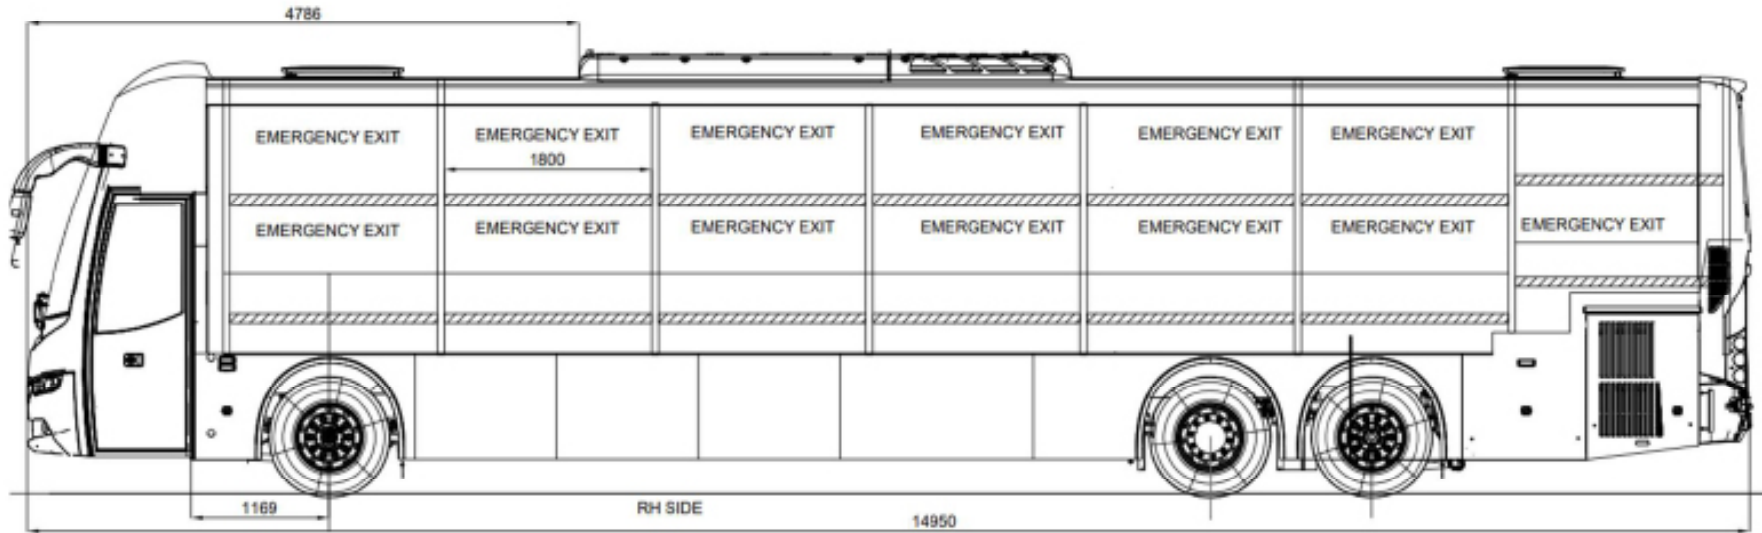 4786
EMERGENCY EXIT EMERGENCY EXIT EMERGENCY EXIT EMERGENCY EXIT EMERGENCY EXIT EMERGENCY EXIT
1800
EMERGENCY EXIT EMERGENCY EXIT EMERGENCY EXIT EMERGENCY EXIT EMERGENCY EXIT EMERGENCY EXIT EMERGENCY EXIT
1169
RH SIDE
14950